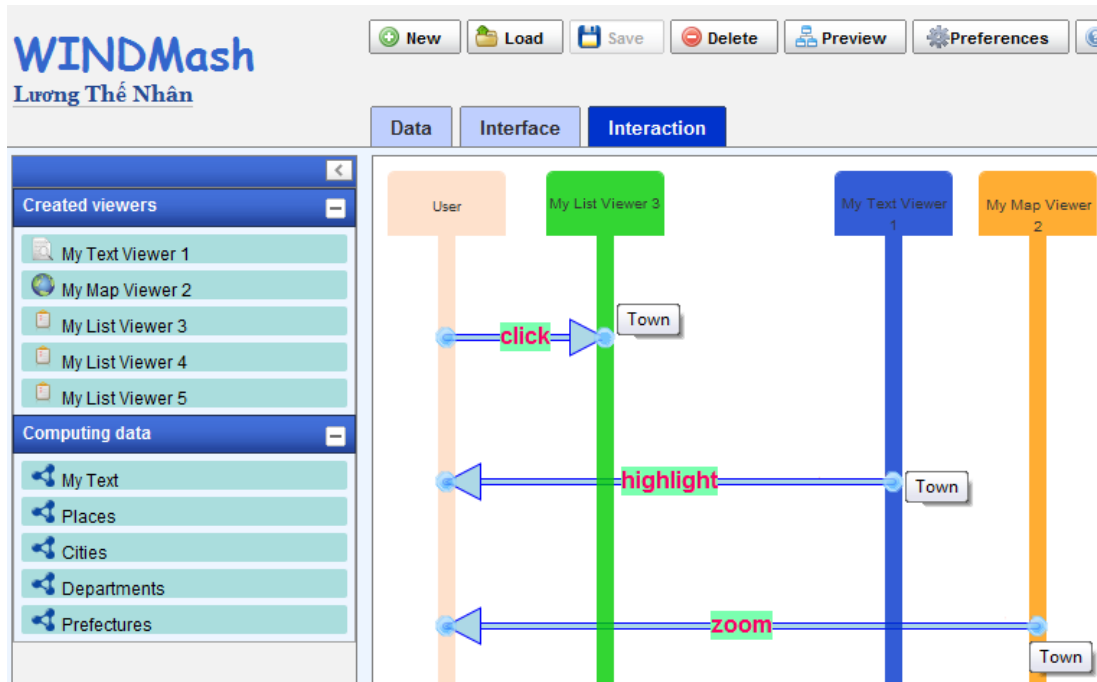 WINDMash
Lương Thế Nhân
New Load Save Delete Preview Preferences
Data Interface Interaction
Created viewers
My Text Viewer 1
My Map Viewer 2
My List Viewer 3
My List Viewer 4
My List Viewer 5
Computing data
My Text
Places
Cities
Departments
Prefectures
User
My List Viewer 3
My Text Viewer
1
My Map Viewer
2
click
Town
highlight
Town
zoom
Town